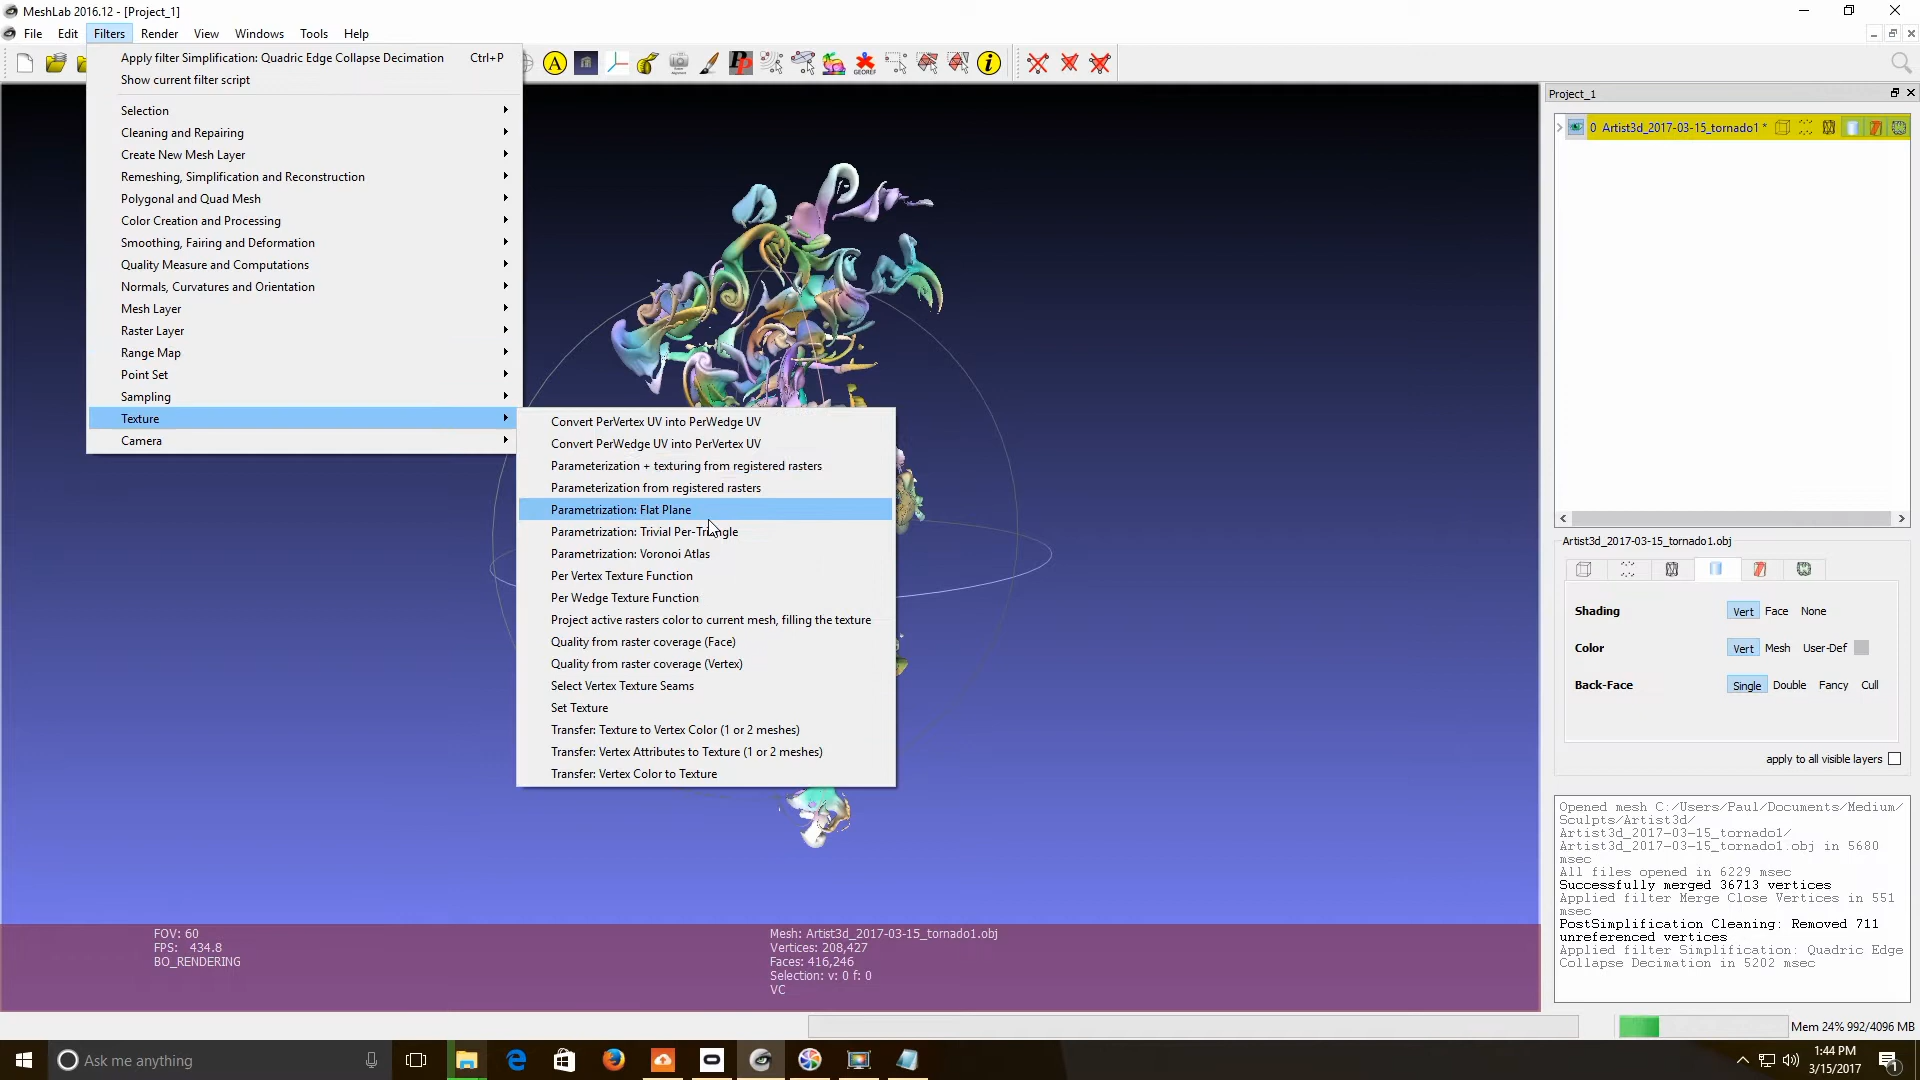 MeshLab 2016.12 - [Project_1]
File Edit Filters Render View Windows Tools Help
Apply filter Simplification: Quadric Edge Collapse Decimation Ctrl+P
Show current filter script
Selection
Cleaning and Repairing
Create New Mesh Layer
Remeshing, Simplification and Reconstruction
Polygonal and Quad Mesh
Color Creation and Processing
Smoothing, Fairing and Deformation
Quality Measure and Computations
Normals, Curvatures and Orientation
Mesh Layer
Raster Layer
Range Map
Point Set
Sampling
Texture
Camera
Convert PerVertex UV into PerWedge UV
Convert PerWedge UV into PerVertex UV
Parameterization + texturing from registered rasters
Parameterization from registered rasters
Parametrization: Flat Plane
Parametrization: Trivial Per-Triangle
Parametrization: Voronoi Atlas
Per Vertex Texture Function
Per Wedge Texture Function
Project active rasters color to current mesh, filling the texture
Quality from raster coverage (Face)
Quality from raster coverage (Vertex)
Select Vertex Texture Seams
Set Texture
Transfer: Texture to Vertex Color (1 or 2 meshes)
Transfer: Vertex Attributes to Texture (1 or 2 meshes)
Transfer: Vertex Color to Texture
A
GEOREF
Project_1
0 Artist3d_2017-03-15_tornado1 *
Artist3d_2017-03-15_tornado1.obj
Shading Vert Face None
Color Vert Mesh User-Def
Back-Face Single Double Fancy Cull
apply to all visible layers
Opened mesh C:/Users/Paul/Documents/Medium/
Sculpts/Artist3d/
Artist3d_2017-03-15_tornado1/
Artist3d_2017-03-15_tornado1.obj in 5680
msec
All files opened in 6229 msec
Successfully merged 36713 vertices
Applied filter Merge Close Vertices in 551
msec
PostSimplification Cleaning: Removed 711
unreferenced vertices
Applied filter Simplification: Quadric Edge
Collapse Decimation in 5202 msec
FOV: 60
FPS: 434.8
BO_RENDERING
Mesh: Artist3d_2017-03-15_tornado1.obj
Vertices: 208,427
Faces: 416,246
Selection: v: 0 f: 0
VC
Mem 24% 992/4096 MB
Ask me anything
1:44 PM
3/15/2017
1